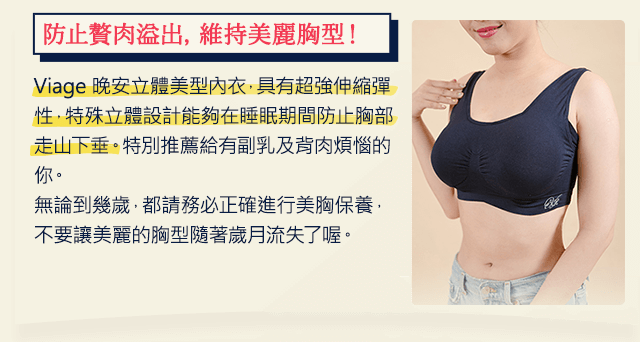 防止贅肉溢出，維持美麗胸型！
Viage 晚安立體美型內衣，具有超強伸縮彈
性，特殊立體設計能夠在睡眠期間防止胸部
走山下垂。特別推薦給有副乳及背肉煩惱的
你。
無論到幾歲，都請務必正確進行美胸保養，
不要讓美麗的胸型隨著歲月流失了喔。